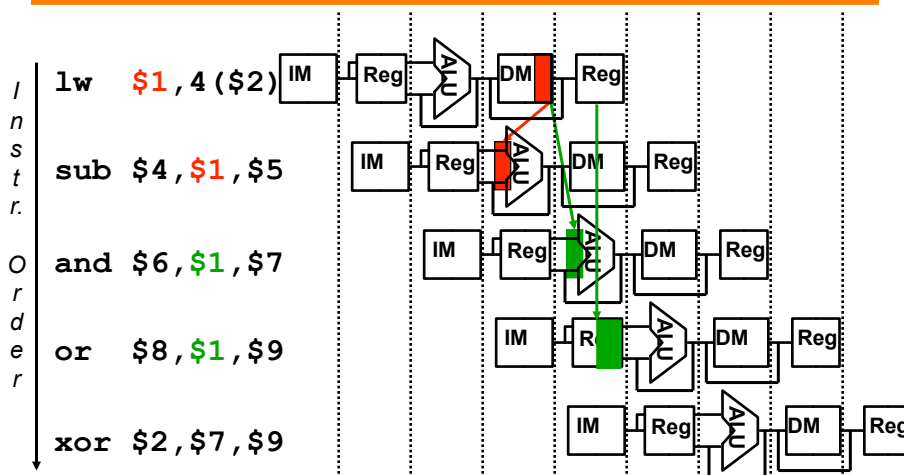 Instr. Order
lw $1,4($2) IM Reg ALU DM Reg
sub $4,$1,$5 IM Reg ALU DM Reg
and $6,$1,$7 IM Reg ALU DM Reg
or $8,$1,$9 IM R ALU DM Reg
xor $2,$7,$9 IM Reg ALU DM Reg